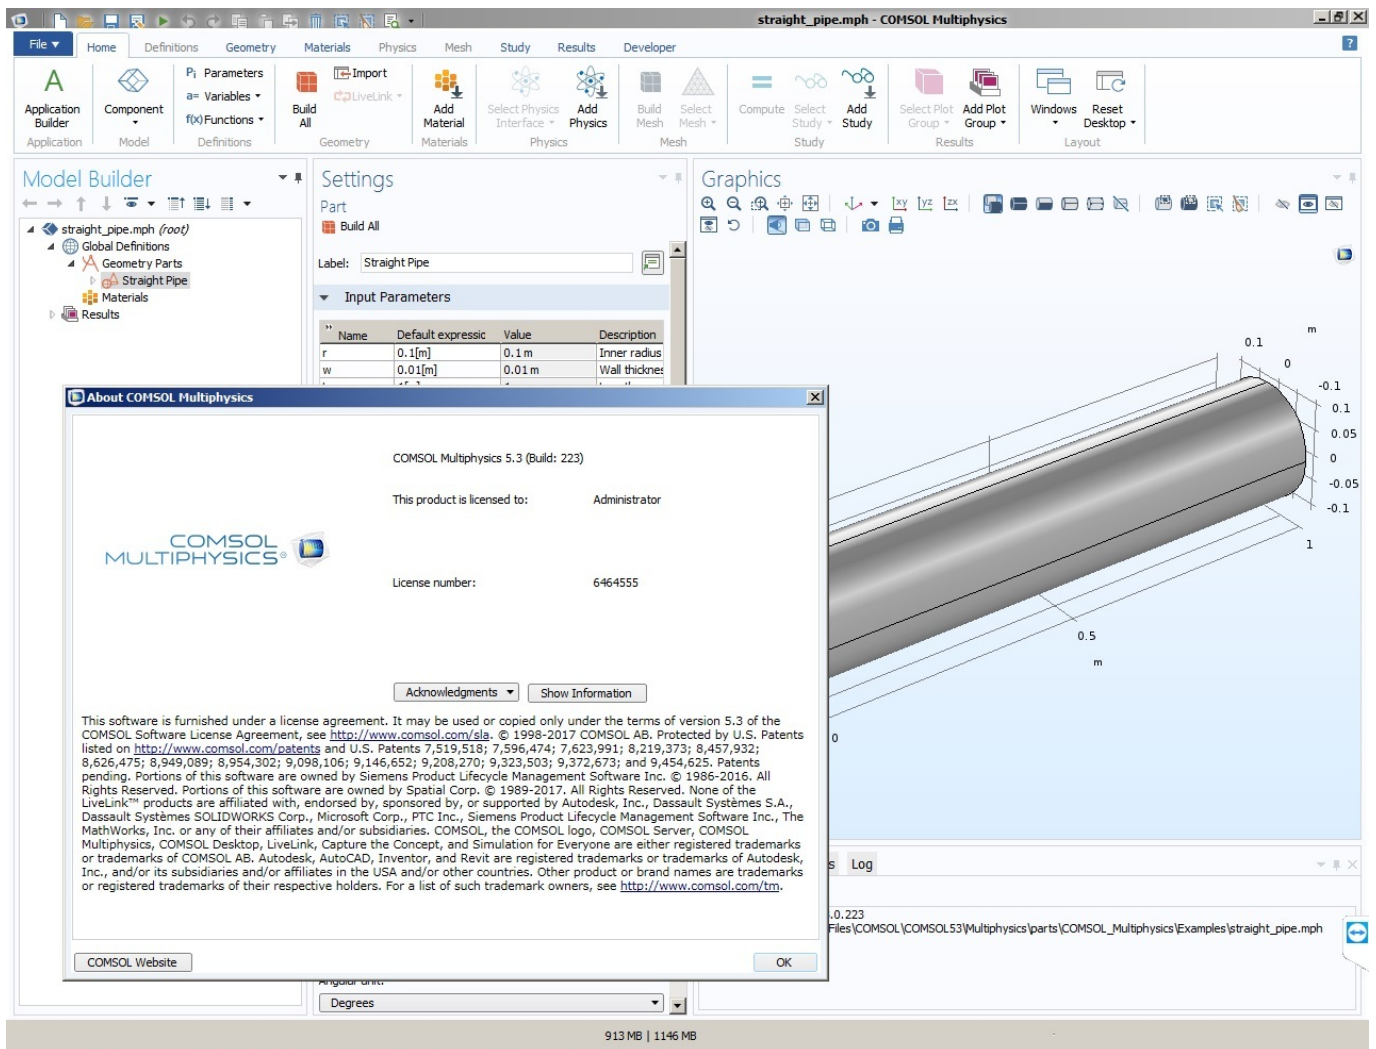 straight_pipe.mph - COMSOL Multiphysics
File Home Definitions Geometry Materials Physics Mesh Study Results Developer
Application Builder
Application
Component
Model
Pi Parameters
a= Variables
f(x) Functions
Definitions
Build All
Import
LiveLink
Geometry
Add Material
Materials
Select Physics Interface
Add Physics
Physics
Build Mesh
Select Mesh
Mesh
Compute
Select Study
Add Study
Study
Select Plot Group
Add Plot Group
Results
Windows
Reset Desktop
Layout
Model Builder
straight_pipe.mph (root)
Global Definitions
Geometry Parts
Straight Pipe
Materials
Results
Settings
Part
Build All
Label: Straight Pipe
Input Parameters
Name Default expressic Value Description
r 0.1[m] 0.1 m Inner radius
w 0.01[m] 0.01 m Wall thicknes
Graphics
xy yz zx
m
0.1
0
-0.1
0.1
0.05
0
-0.05
-0.1
1
0.5
m
0
About COMSOL Multiphysics
COMSOL Multiphysics 5.3 (Build: 223)
This product is licensed to: Administrator
COMSOL
MULTIPHYSICS®
License number: 6464555
Acknowledgments Show Information
This software is furnished under a license agreement. It may be used or copied only under the terms of version 5.3 of the
COMSOL Software License Agreement, see http://www.comsol.com/sla. © 1998-2017 COMSOL AB. Protected by U.S. Patents
listed on http://www.comsol.com/patents and U.S. Patents 7,519,518; 7,596,474; 7,623,991; 8,219,373; 8,457,932;
8,626,475; 8,949,089; 8,954,302; 9,098,106; 9,146,652; 9,208,270; 9,323,503; 9,372,673; and 9,454,625. Patents
pending. Portions of this software are owned by Siemens Product Lifecycle Management Software Inc. © 1986-2016. All
Rights Reserved. Portions of this software are owned by Spatial Corp. © 1989-2017. All Rights Reserved. None of the
LiveLink™ products are affiliated with, endorsed by, sponsored by, or supported by Autodesk, Inc., Dassault Systèmes S.A.,
Dassault Systèmes SOLIDWORKS Corp., Microsoft Corp., PTC Inc., Siemens Product Lifecycle Management Software Inc., The
MathWorks, Inc. or any of their affiliates and/or subsidiaries. COMSOL, the COMSOL logo, COMSOL Server, COMSOL
Multiphysics, COMSOL Desktop, LiveLink, Capture the Concept, and Simulation for Everyone are either registered trademarks
or trademarks of COMSOL AB. Autodesk, AutoCAD, Inventor, and Revit are registered trademarks or trademarks of Autodesk,
Inc., and/or its subsidiaries and/or affiliates in the USA and/or other countries. Other product or brand names are trademarks
or registered trademarks of their respective holders. For a list of such trademark owners, see http://www.comsol.com/tm.
COMSOL Website OK
s Log
.0.223
Files\COMSOL\COMSOL53\Multiphysics\parts\COMSOL_Multiphysics\Examples\straight_pipe.mph
Angular unit:
Degrees
913 MB | 1146 MB